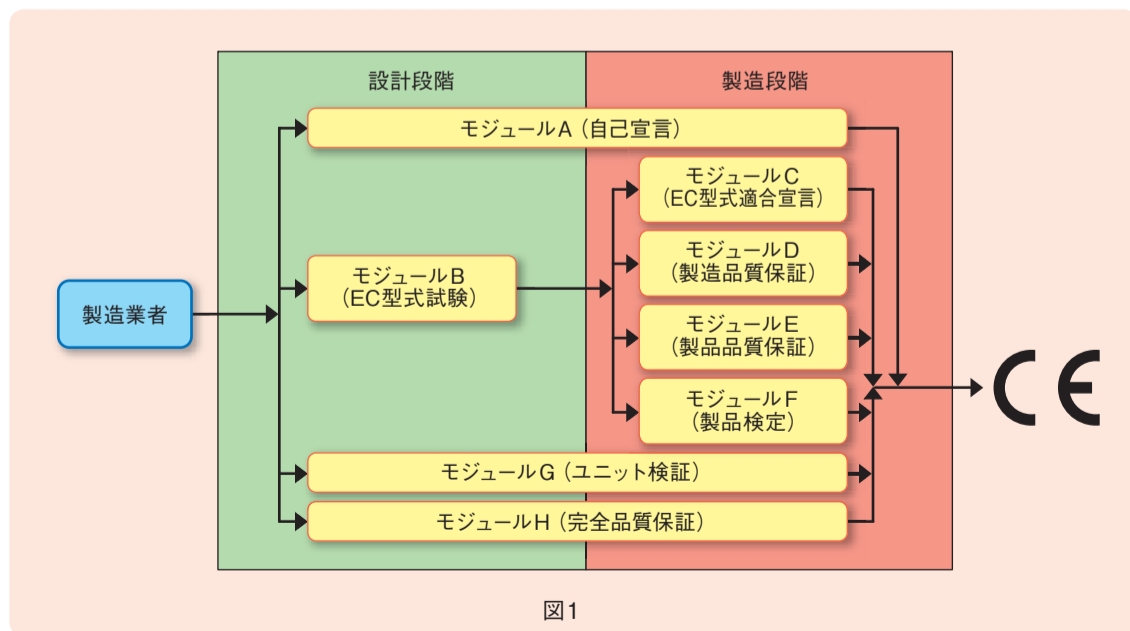 設計段階
製造段階
モジュールA（自己宣言）
モジュールC
（EC型式適合宣言）
モジュールD
（製造品質保証）
モジュールB
（EC型式試験）
製造業者
モジュールE
（製品品質保証）
モジュールF
（製品検定）
CE
モジュールG（ユニット検証）
モジュールH（完全品質保証）
図1